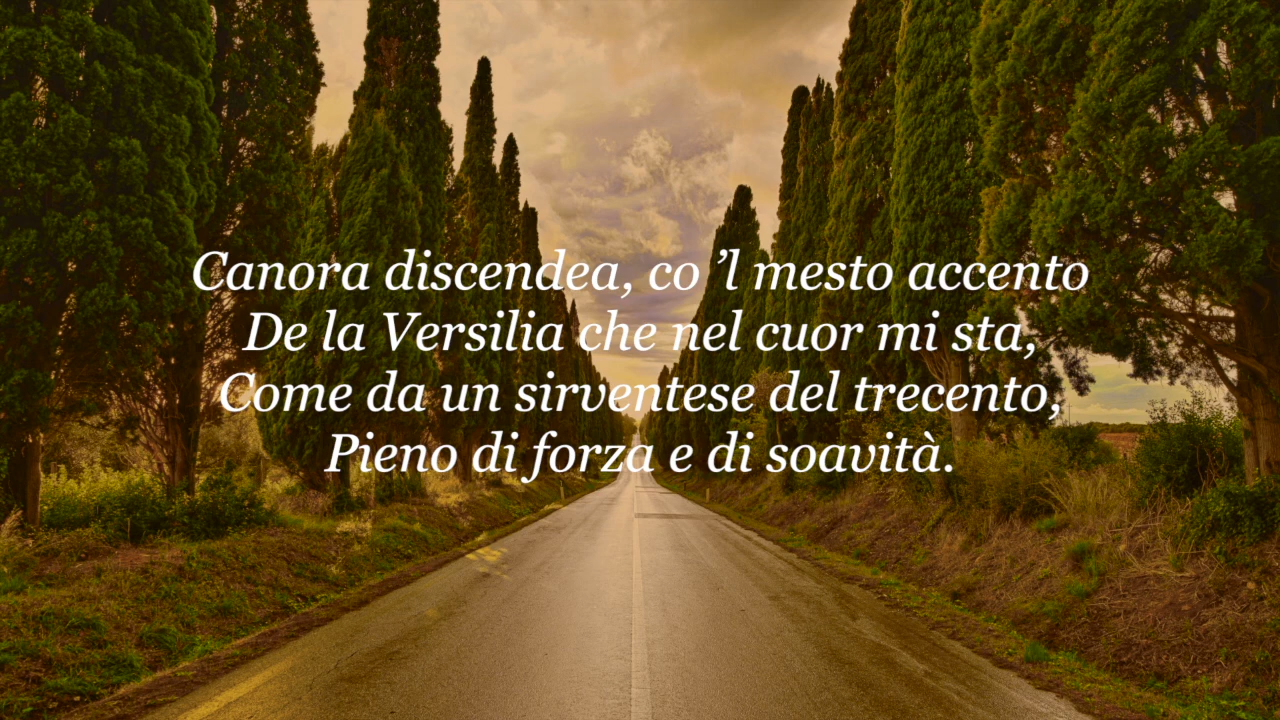 Canora discendea, co ’l mesto accento
De la Versilia che nel cuor mi sta,
Come da un sirventese del trecento,
Pieno di forza e di soavità.